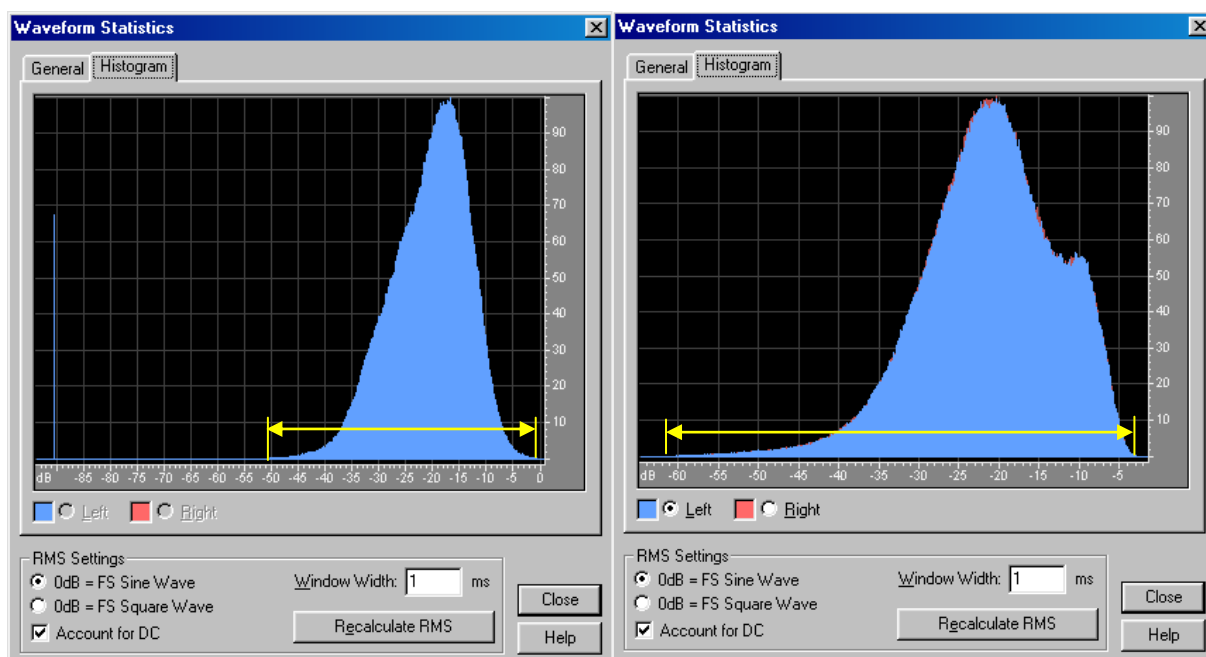 Waveform Statistics
General Histogram
90
80
70
60
50
40
30
20
10
dB -85 -80 -75 -70 -65 -60 -55 -50 -45 -40 -35 -30 -25 -20 -15 -10 -5 0
Left Right
RMS Settings
0dB = FS Sine Wave
0dB = FS Square Wave
Account for DC
Window Width: 1 ms
Recalculate RMS
Close
Help
Waveform Statistics
General Histogram
90
80
70
60
50
40
30
20
10
dB -60 -55 -50 -45 -40 -35 -30 -25 -20 -15 -10 -5
Left Right
RMS Settings
0dB = FS Sine Wave
0dB = FS Square Wave
Account for DC
Window Width: 1 ms
Recalculate RMS
Close
Help